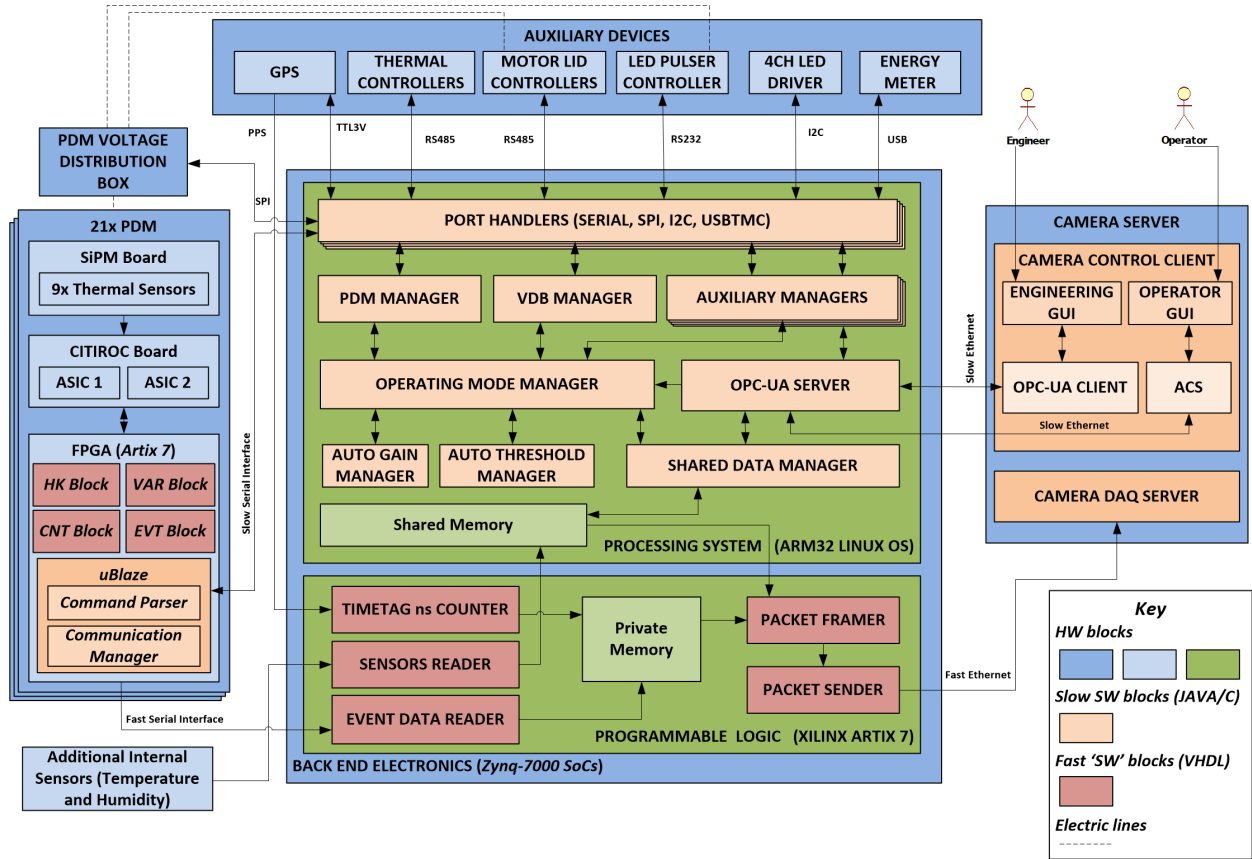 AUXILIARY DEVICES
GPS
THERMAL
CONTROLLERS
MOTOR LID
CONTROLLERS
LED PULSER
CONTROLLER
4CH LED
DRIVER
ENERGY
METER
PPS
TTL3V
RS485
RS485
RS232
I2C
USB
Engineer
Operator
PDM VOLTAGE
DISTRIBUTION
BOX
SPI
21x PDM
SiPM Board
9x Thermal Sensors
CITIROC Board
ASIC 1
ASIC 2
FPGA (Artix 7)
HK Block
VAR Block
CNT Block
EVT Block
uBlaze
Command Parser
Communication
Manager
Slow Serial Interface
Fast Serial Interface
Additional Internal
Sensors (Temperature
and Humidity)
PORT HANDLERS (SERIAL, SPI, I2C, USBTMC)
PDM MANAGER
VDB MANAGER
AUXILIARY MANAGERS
OPERATING MODE MANAGER
OPC-UA SERVER
AUTO GAIN
MANAGER
AUTO THRESHOLD
MANAGER
SHARED DATA MANAGER
Shared Memory
PROCESSING SYSTEM (ARM32 LINUX OS)
TIMETAG ns COUNTER
SENSORS READER
EVENT DATA READER
Private
Memory
PACKET FRAMER
PACKET SENDER
PROGRAMMABLE LOGIC (XILINX ARTIX 7)
BACK END ELECTRONICS (Zynq-7000 SoCs)
Slow Ethernet
Slow Ethernet
Fast Ethernet
CAMERA SERVER
CAMERA CONTROL CLIENT
ENGINEERING
GUI
OPERATOR
GUI
OPC-UA CLIENT
ACS
CAMERA DAQ SERVER
Key
HW blocks
Slow SW blocks (JAVA/C)
Fast ‘SW’ blocks (VHDL)
Electric lines